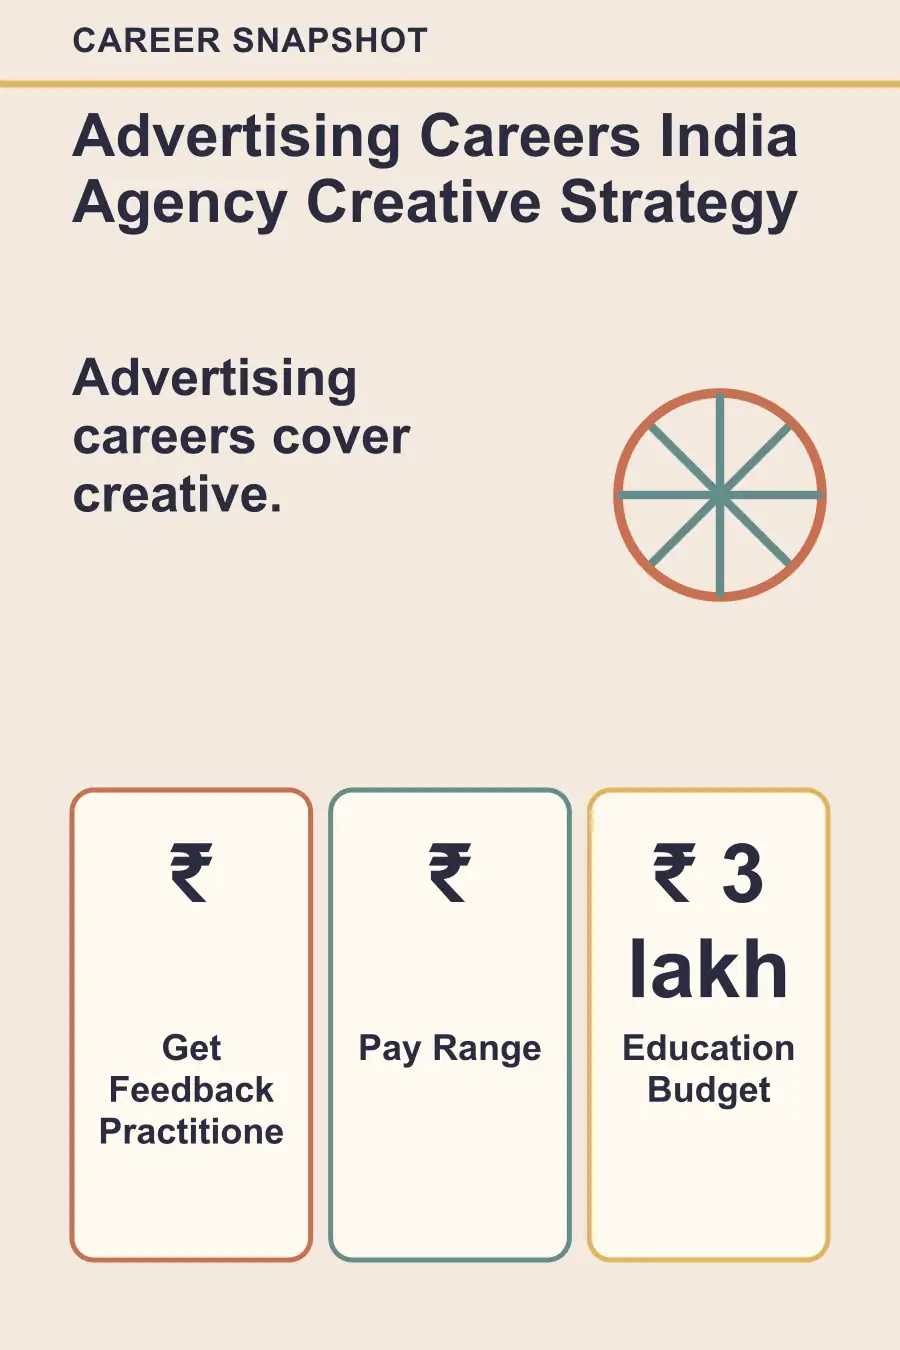 CAREER SNAPSHOT
Advertising Careers India
Agency Creative Strategy
Advertising
careers cover
creative.
₹
Get
Feedback
Practitione
₹
Pay Range
₹ 3
lakh
Education
Budget